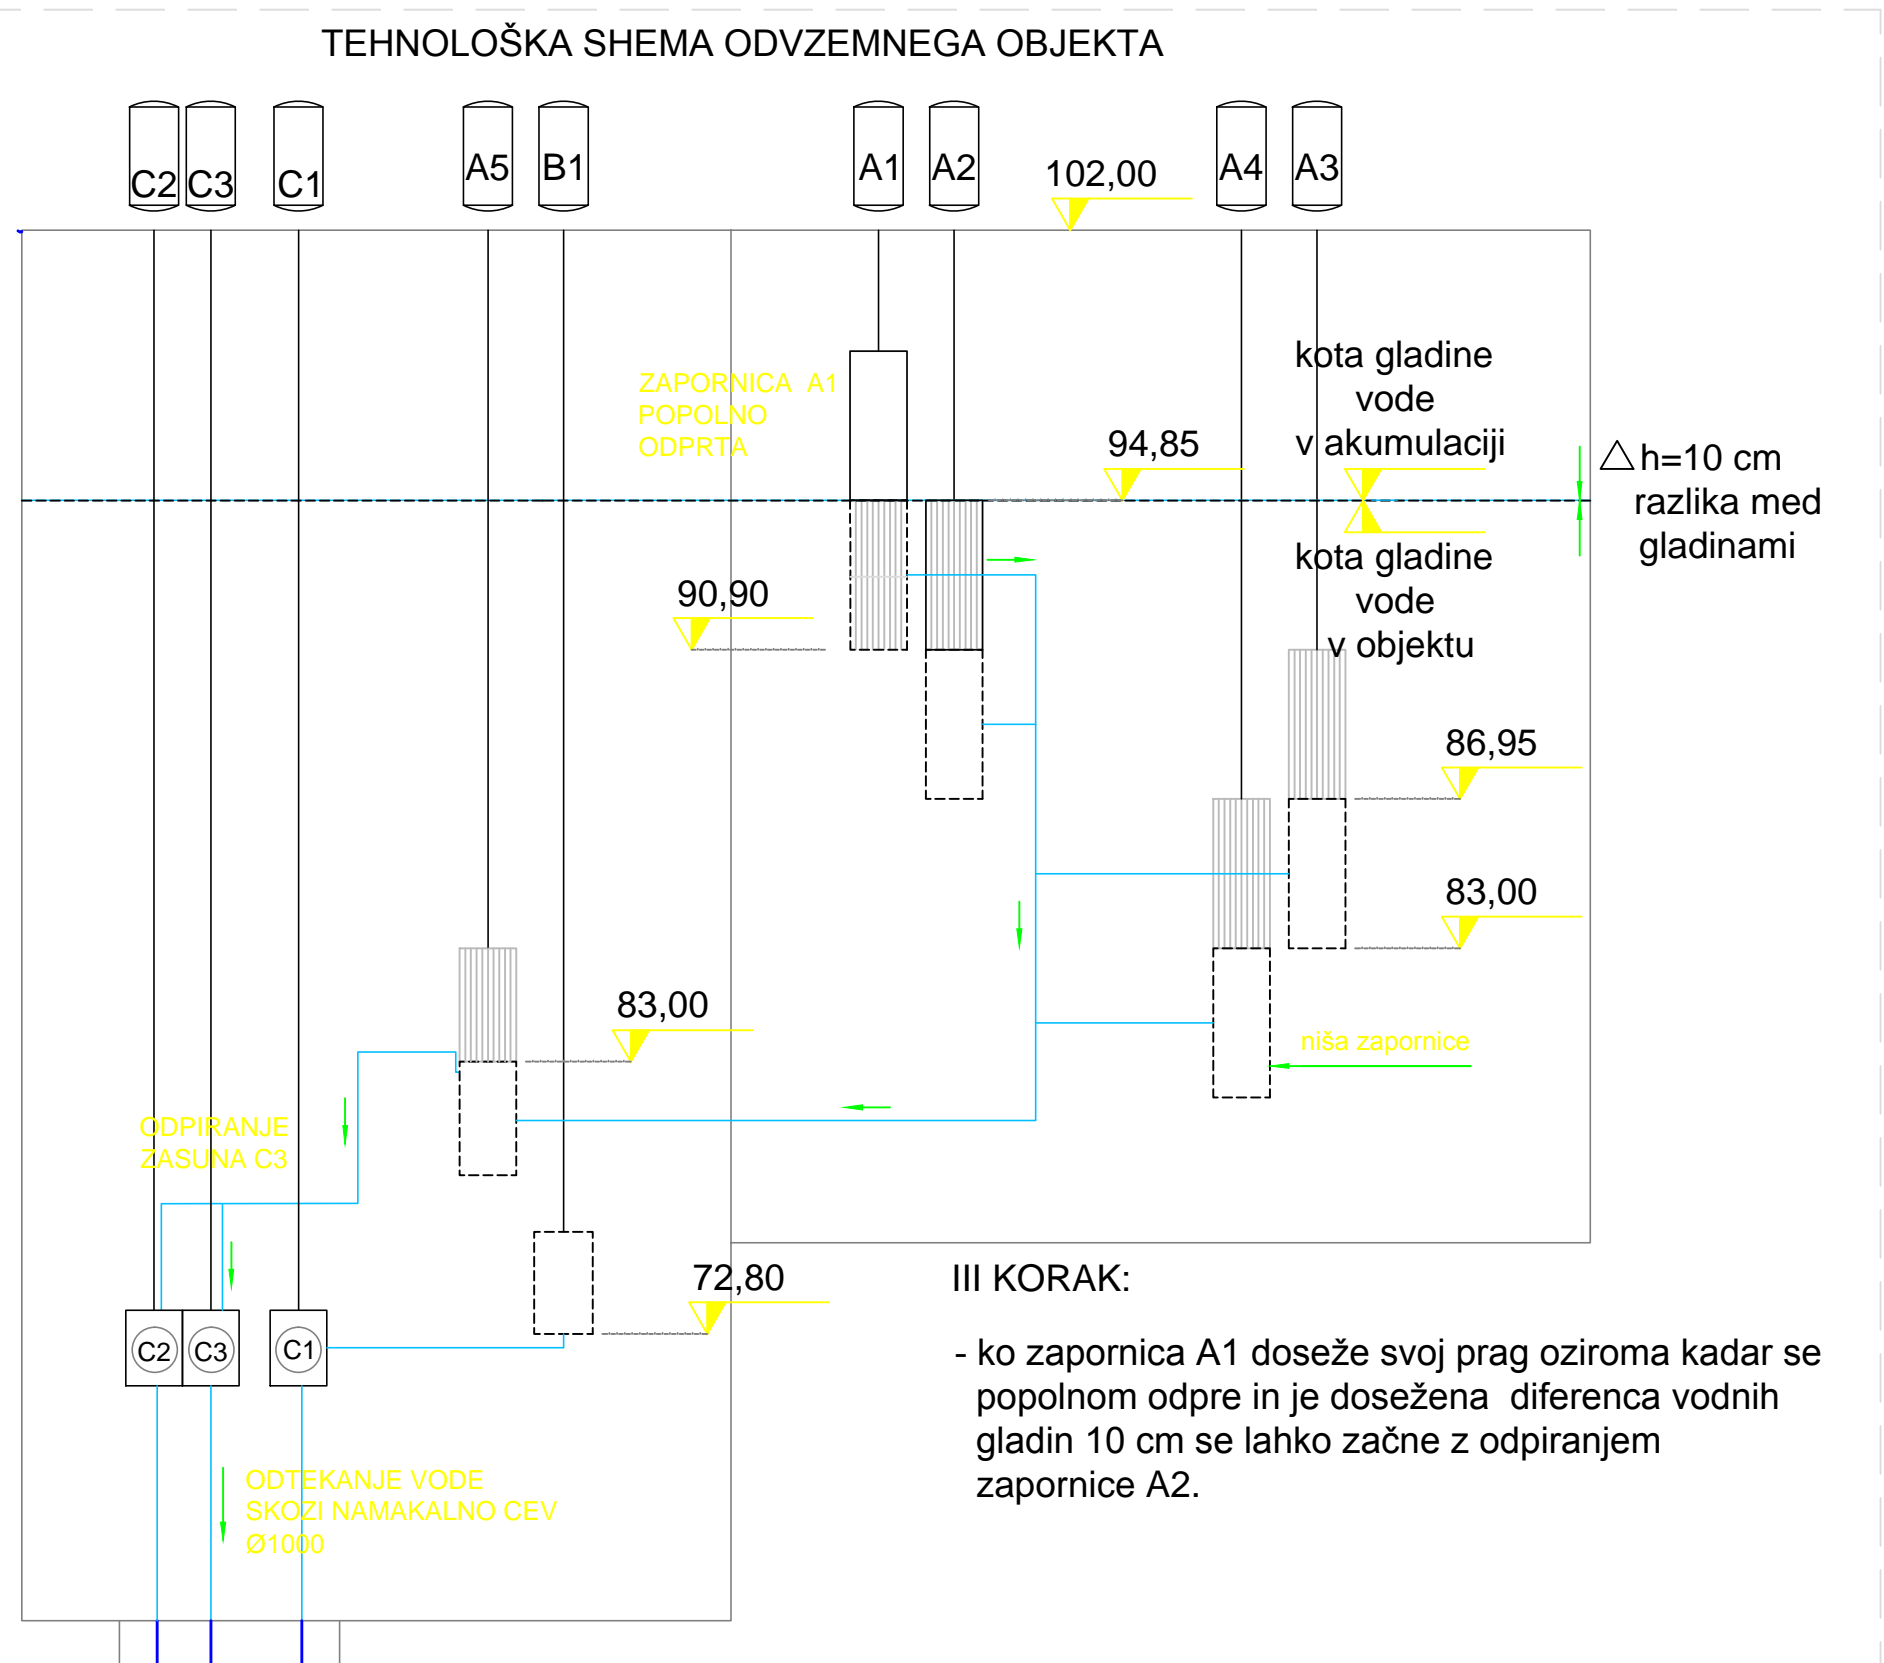 TEHNOLOŠKA SHEMA ODVZEMNEGA OBJEKTA
C2
C3
C1
A5
B1
A1
A2
102,00
A4
A3
ZAPORNICA A1
POPOLNO
ODPRTA
94,85
kota gladine
vode
v akumulaciji
△h=10 cm
razlika med
gladinami
kota gladine
vode
v objektu
90,90
86,95
83,00
83,00
niša zapornice
ODPIRANJE
ZASUNA C3
72,80
C2
C3
C1
III KORAK:
- ko zapornica A1 doseže svoj prag oziroma kadar se
popolnom odpre in je dosežena diferenca vodnih
gladin 10 cm se lahko začne z odpiranjem
zapornice A2.
ODTEKANJE VODE
SKOZI NAMAKALNO CEV
Ø1000